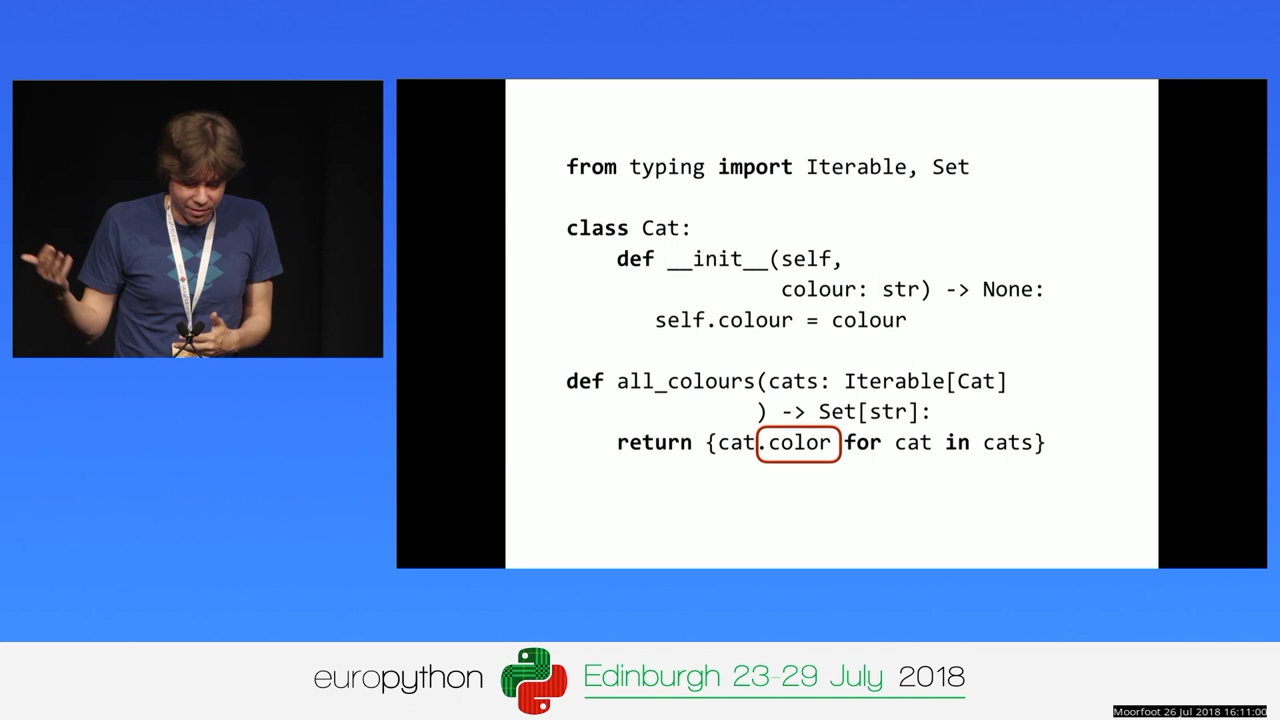 from typing import Iterable, Set
class Cat:
def __init__(self,
colour: str) -> None:
self.colour = colour
def all_colours(cats: Iterable[Cat]
) -> Set[str]:
return {cat.color for cat in cats}
europython Edinburgh 23-29 July 2018
Moorfoot 26 Jul 2018 16:11:00